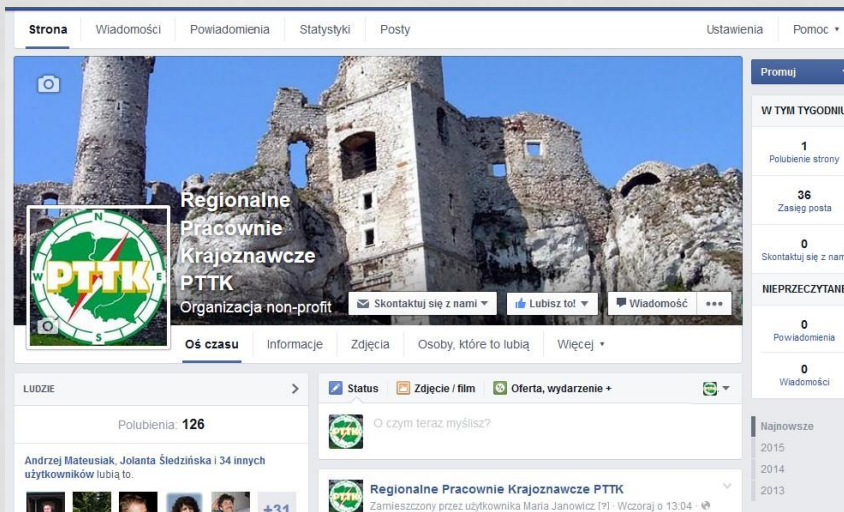 Strona Wiadomości Powiadomienia Statystyki Posty Ustawienia Pomoc
Promuj
W TYM TYGODNIU
1
Polubienie strony
36
Zasięg posta
0
Skontaktuj się z nami
NIEPRZECZYTANE
0
Powiadomienia
0
Wiadomości
Najnowsze
2015
2014
2013
Regionalne
Pracownie
Krajoznawcze
PTTK
Organizacja non-profit
Skontaktuj się z nami Lubisz to! Wiadomość
N
W PTTK E
S
Oś czasu Informacje Zdjęcia Osoby, które to lubią Więcej
LUDZIE
Polubienia: 126
Andrzej Mateusiak, Jolanta Śledzińska i 34 innych
użytkowników lubią to.
+31
Status Zdjęcie / film Oferta, wydarzenie +
PTTK
O czym teraz myślisz?
PTTK
Regionalne Pracownie Krajoznawcze PTTK
Zamieszczony przez użytkownika Maria Janowicz [?] · Wczoraj o 13:04 ·